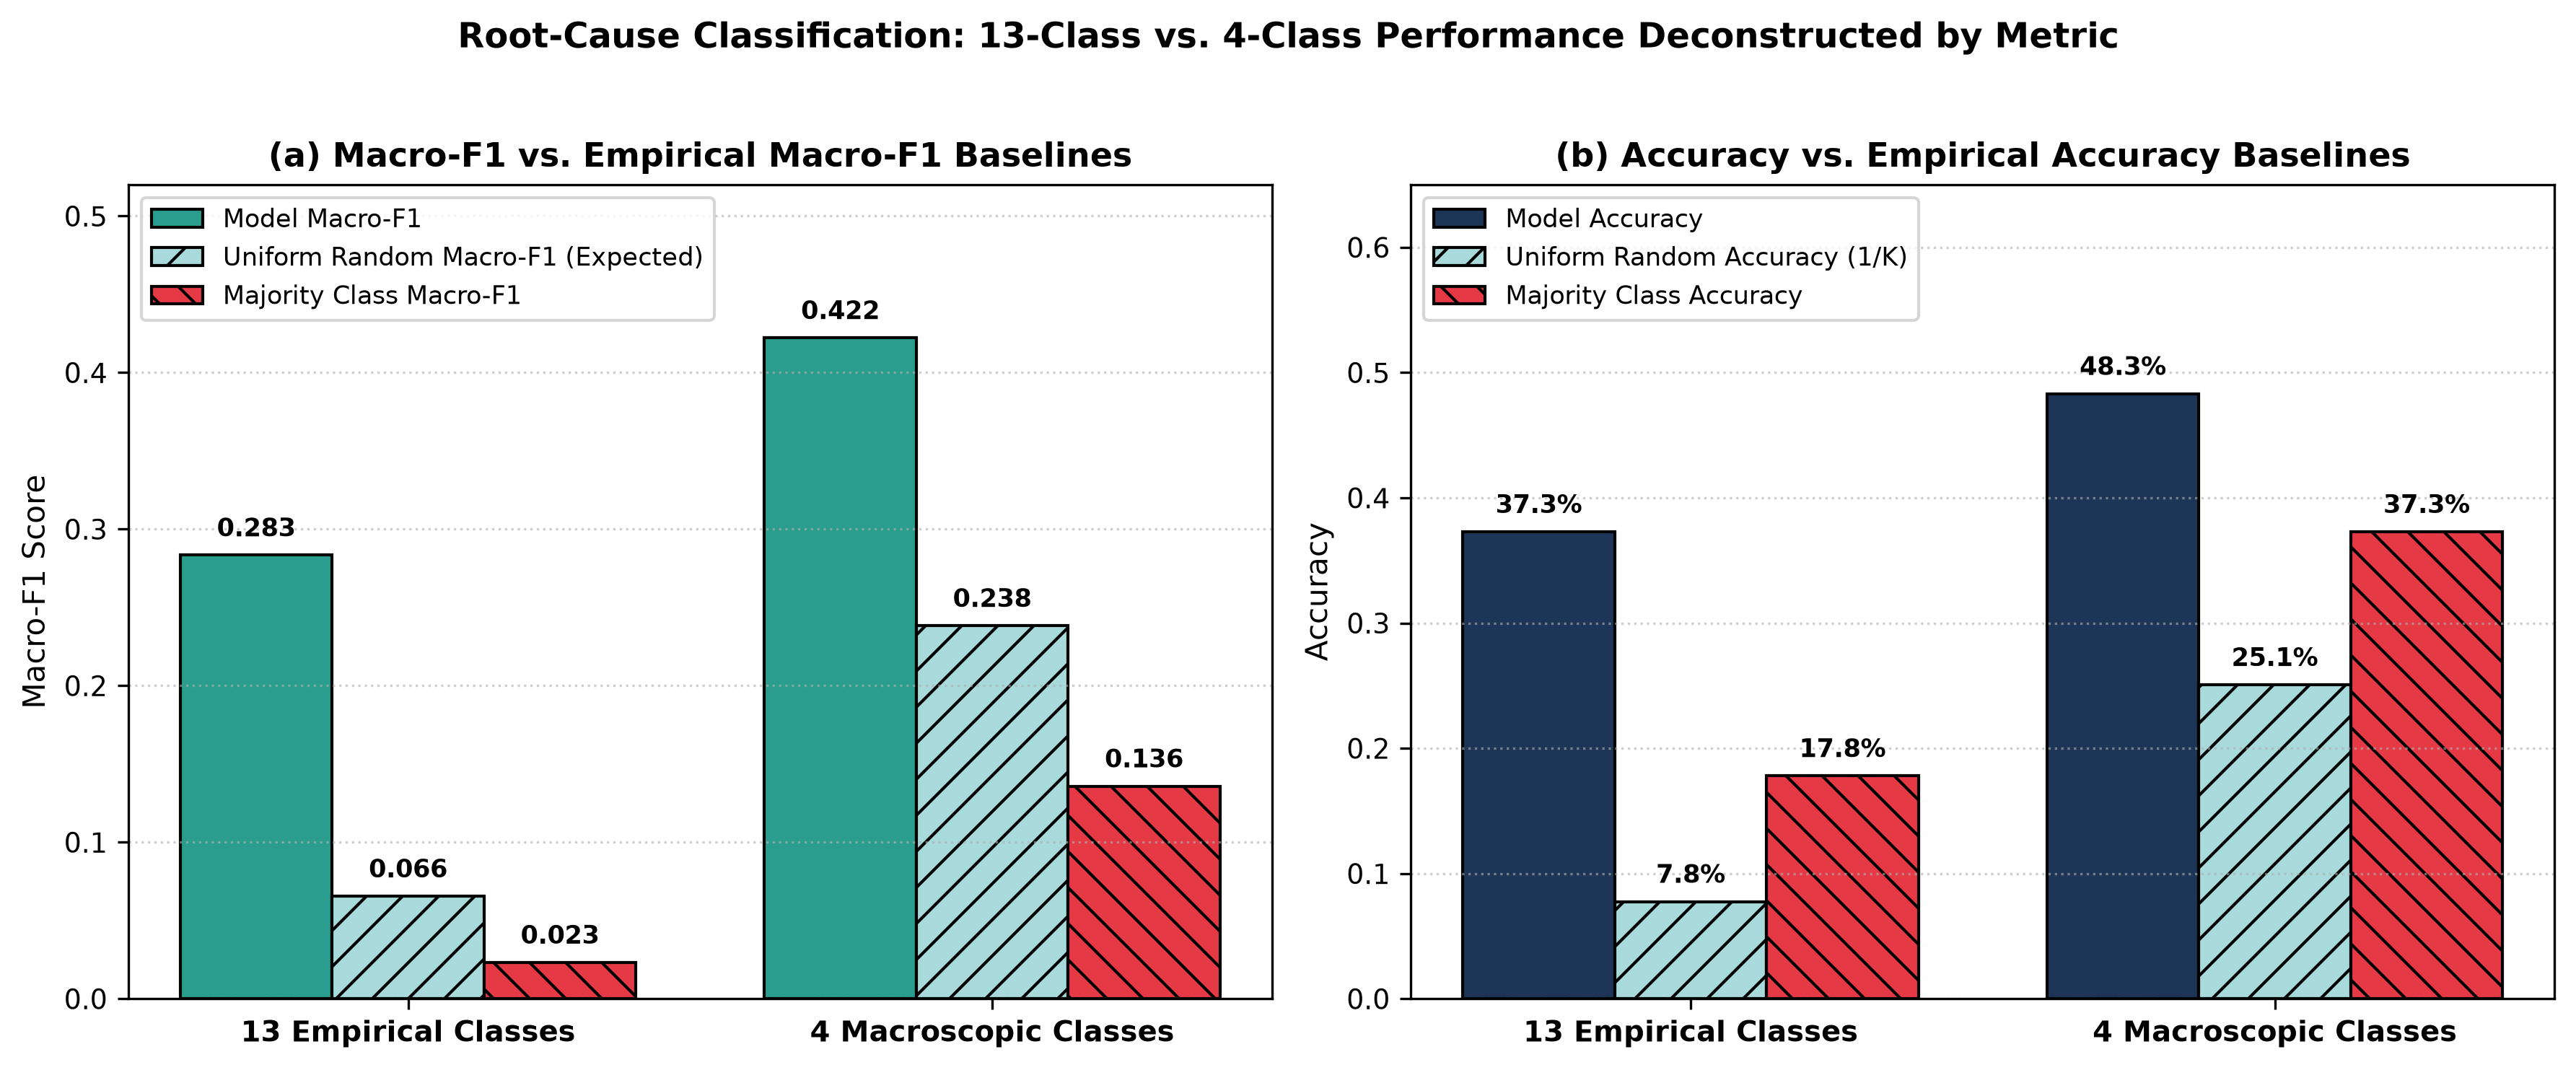 Root-Cause Classification: 13-Class vs. 4-Class Performance Deconstructed by Metric
(a) Macro-F1 vs. Empirical Macro-F1 Baselines
Macro-F1 Score
0.5
0.4
0.3
0.2
0.1
0.0
Model Macro-F1
Uniform Random Macro-F1 (Expected)
Majority Class Macro-F1
0.283
0.066
0.023
0.422
0.238
0.136
13 Empirical Classes
4 Macroscopic Classes
(b) Accuracy vs. Empirical Accuracy Baselines
Accuracy
0.6
0.5
0.4
0.3
0.2
0.1
0.0
Model Accuracy
Uniform Random Accuracy (1/K)
Majority Class Accuracy
37.3%
7.8%
17.8%
48.3%
25.1%
37.3%
13 Empirical Classes
4 Macroscopic Classes